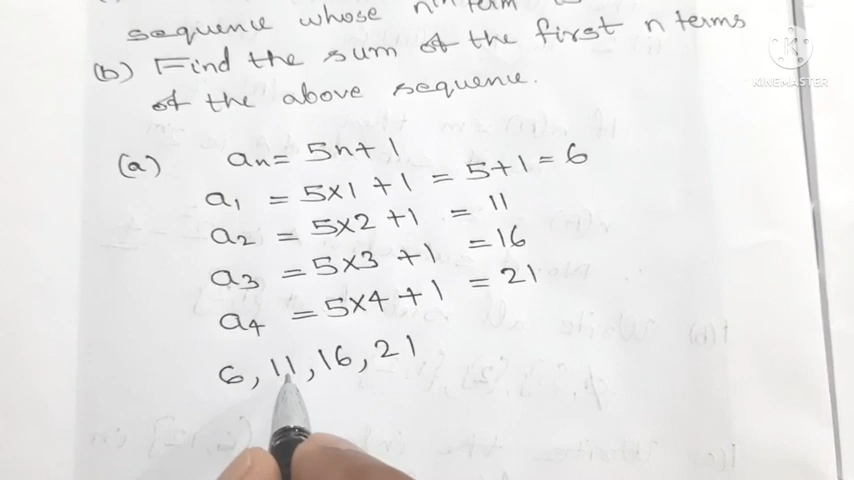 sequence whose nth term
(b) Find the sum of the first n terms
of the above sequence.
(a) an = 5n+1
a1 = 5×1 +1 = 5+1 = 6
a2 = 5×2 +1 = 11
a3 = 5×3 +1 = 16
a4 = 5×4 +1 = 21
6, 11, 16, 21
K
KINEMASTER